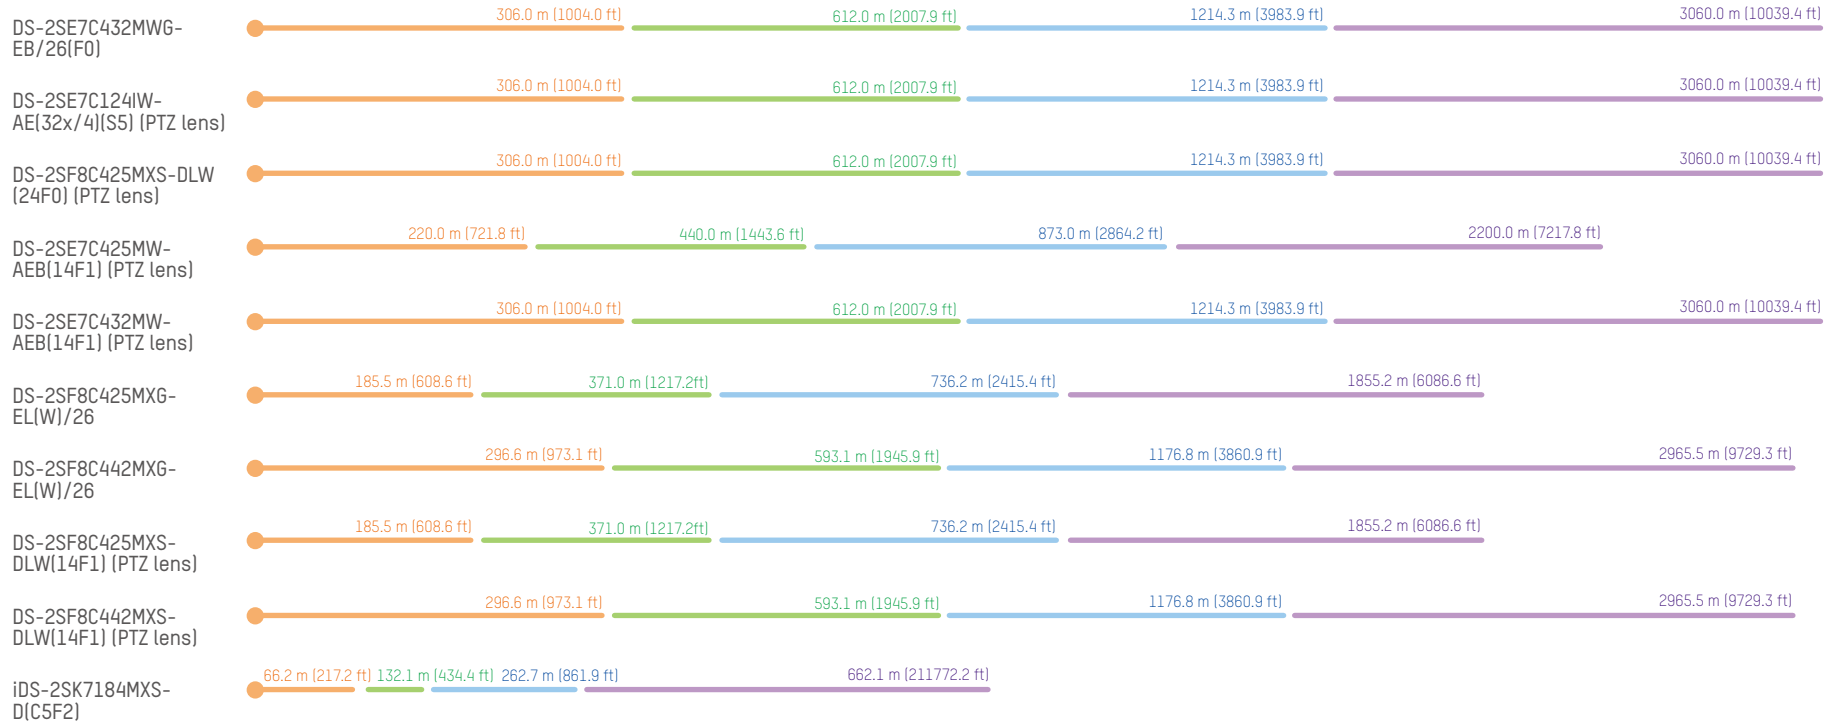 306.0 m (1004.0 ft) 612.0 m (2007.9 ft) 1214.3 m (3983.9 ft) 3060.0 m (10039.4 ft)
DS-2SE7C432MWG-
EB/26(F0)
306.0 m (1004.0 ft) 612.0 m (2007.9 ft) 1214.3 m (3983.9 ft) 3060.0 m (10039.4 ft)
DS-2SE7C124IW-
AE(32x/4)(S5) (PTZ lens)
306.0 m (1004.0 ft) 612.0 m (2007.9 ft) 1214.3 m (3983.9 ft) 3060.0 m (10039.4 ft)
DS-2SF8C425MXS-DLW
(24F0) (PTZ lens)
220.0 m (721.8 ft) 440.0 m (1443.6 ft) 873.0 m (2864.2 ft) 2200.0 m (7217.8 ft)
DS-2SE7C425MW-
AEB(14F1) (PTZ lens)
306.0 m (1004.0 ft) 612.0 m (2007.9 ft) 1214.3 m (3983.9 ft) 3060.0 m (10039.4 ft)
DS-2SE7C432MW-
AEB(14F1) (PTZ lens)
185.5 m (608.6 ft) 371.0 m (1217.2ft) 736.2 m (2415.4 ft) 1855.2 m (6086.6 ft)
DS-2SF8C425MXG-
EL(W)/26
296.6 m (973.1 ft) 593.1 m (1945.9 ft) 1176.8 m (3860.9 ft) 2965.5 m (9729.3 ft)
DS-2SF8C442MXG-
EL(W)/26
185.5 m (608.6 ft) 371.0 m (1217.2ft) 736.2 m (2415.4 ft) 1855.2 m (6086.6 ft)
DS-2SF8C425MXS-
DLW(14F1) (PTZ lens)
296.6 m (973.1 ft) 593.1 m (1945.9 ft) 1176.8 m (3860.9 ft) 2965.5 m (9729.3 ft)
DS-2SF8C442MXS-
DLW(14F1) (PTZ lens)
66.2 m (217.2 ft) 132.1 m (434.4 ft) 262.7 m (861.9 ft) 662.1 m (211772.2 ft)
iDS-2SK7184MXS-
D(C5F2)